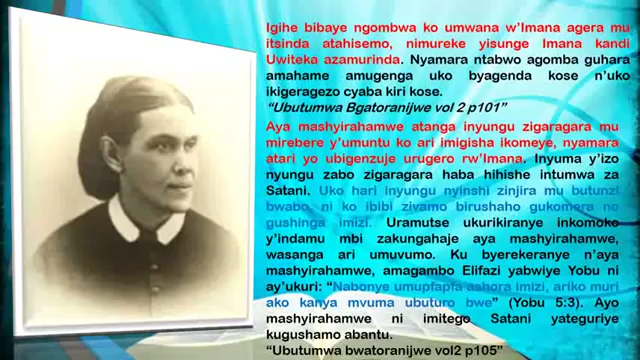 Igihe bibaye ngombwa ko umwana w’Imana agera mu
itsinda atahisemo, nimureke yisunge Imana kandi
Uwiteka azamurinda. Nyamara ntabwo agomba guhara
amahame amugenga uko byagenda kose n’uko
ikigeragezo cyaba kiri kose.
“Ubutumwa Bgatoranijwe vol 2 p101”
Aya mashyirahamwe atanga inyungu zigaragara mu
mirebere y’umuntu ko ari imigisha ikomeye, nyamara
atari yo ubigenzuje urugero rw’Imana. Inyuma y’izo
nyungu zabo zigaragara haba hihishe intumwa za
Satani. Uko hari inyungu nyinshi zinjira mu butunzi
bwabo, ni ko ibibi zivamo birushaho gukomera no
gushinga imizi. Uramutse ukurikiranye inkomoko
y’indamu mbi zakungahaje aya mashyirahamwe,
wasanga ari umuvumo. Ku byerekeranye n’aya
mashyirahamwe, amagambo Elifazi yabwiye Yobu ni
ay’ukuri: “Nabonye umupfapfa ashora imizi, ariko muri
ako kanya mvuma ubuturo bwe” (Yobu 5:3). Ayo
mashyirahamwe ni imitego Satani yateguriye
kugushamo abantu.
“Ubutumwa bwatoranijwe vol2 p105”